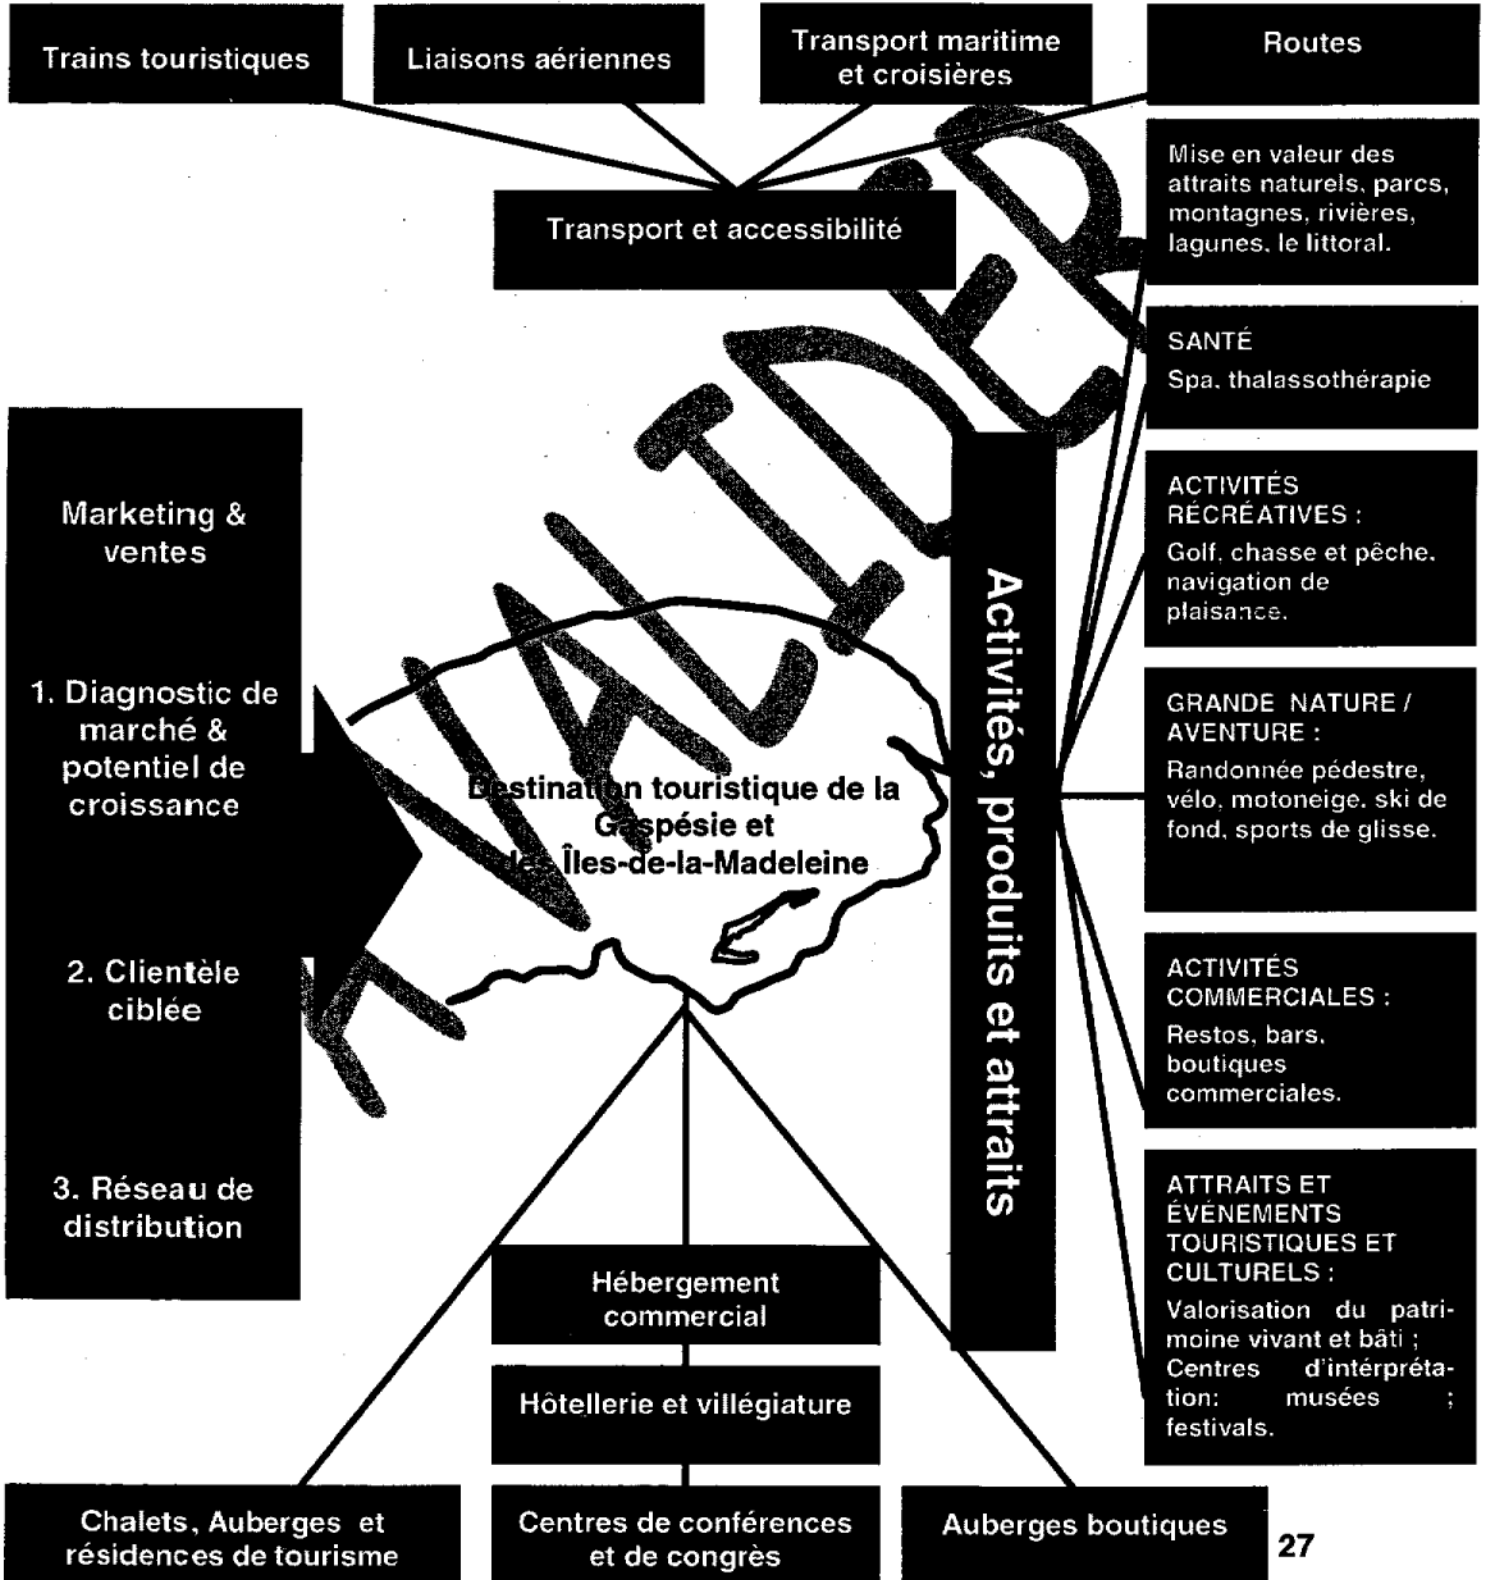 Trains touristiques
Liaisons aériennes
Transport maritime
et croisières
Routes
Transport et accessibilité
Mise en valeur des
attraits naturels, parcs,
montagnes, rivières,
lagunes, le littoral.
SANTÉ
Spa, thalassothérapie
ACTIVITÉS
RÉCRÉATIVES :
Golf, chasse et pêche,
navigation de
plaisance.
GRANDE NATURE /
AVENTURE :
Randonnée pédestre,
vélo, motoneige, ski de
fond, sports de glisse.
ACTIVITÉS
COMMERCIALES :
Restos, bars,
boutiques
commerciales.
ATTRAITS ET
ÉVÉNEMENTS
TOURISTIQUES ET
CULTURELS :
Valorisation du patri-
moine vivant et bâti ;
Centres d'intérpréta-
tion: musées ;
festivals.
Activités, produits et attraits
Marketing &
ventes
1. Diagnostic de
marché &
potentiel de
croissance
2. Clientèle
ciblée
3. Réseau de
distribution
À VALIDER
Destination touristique de la
Gaspésie et
des Îles-de-la-Madeleine
Hébergement
commercial
Hôtellerie et villégiature
Chalets, Auberges et
résidences de tourisme
Centres de conférences
et de congrès
Auberges boutiques
27